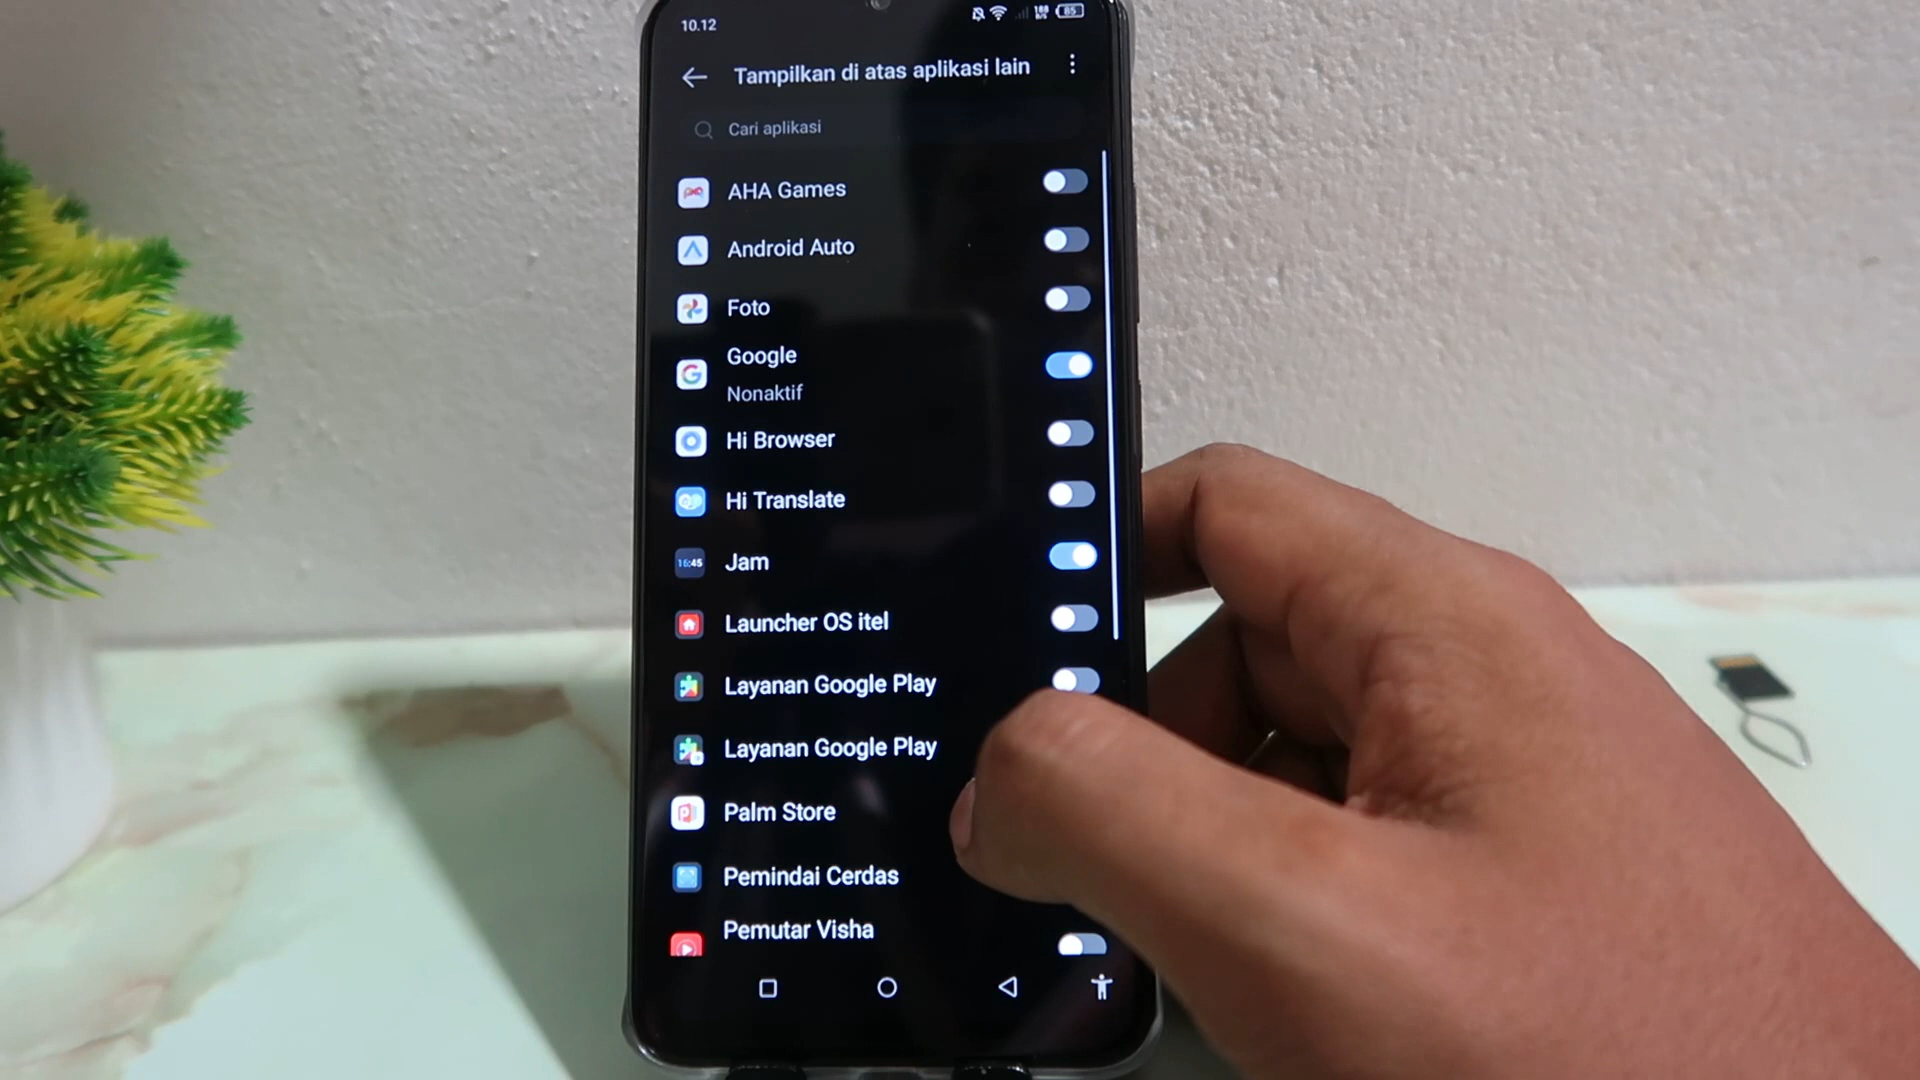 10.12
188
B/S
85
Tampilkan di atas aplikasi lain
Cari aplikasi
AHA Games
Android Auto
Foto
Google
Nonaktif
Hi Browser
Hi Translate
16:45
Jam
Launcher OS itel
Layanan Google Play
Layanan Google Play
Palm Store
Pemindai Cerdas
Pemutar Visha